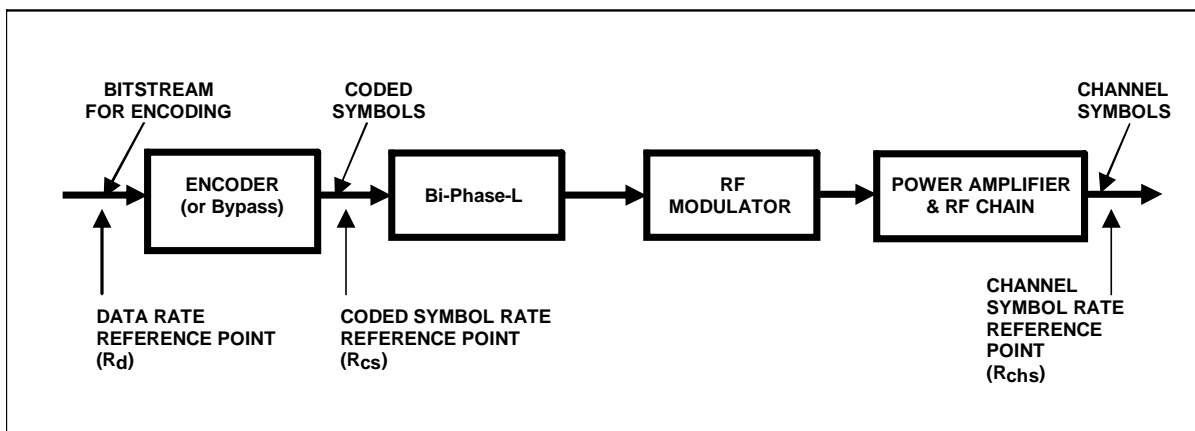 BITSTREAM
FOR ENCODING
CODED
SYMBOLS
CHANNEL
SYMBOLS
ENCODER
(or Bypass)
Bi-Phase-L
RF
MODULATOR
POWER AMPLIFIER
& RF CHAIN
DATA RATE
REFERENCE POINT
(Rd)
CODED SYMBOL RATE
REFERENCE POINT
(Rcs)
CHANNEL
SYMBOL RATE
REFERENCE
POINT
(Rchs)